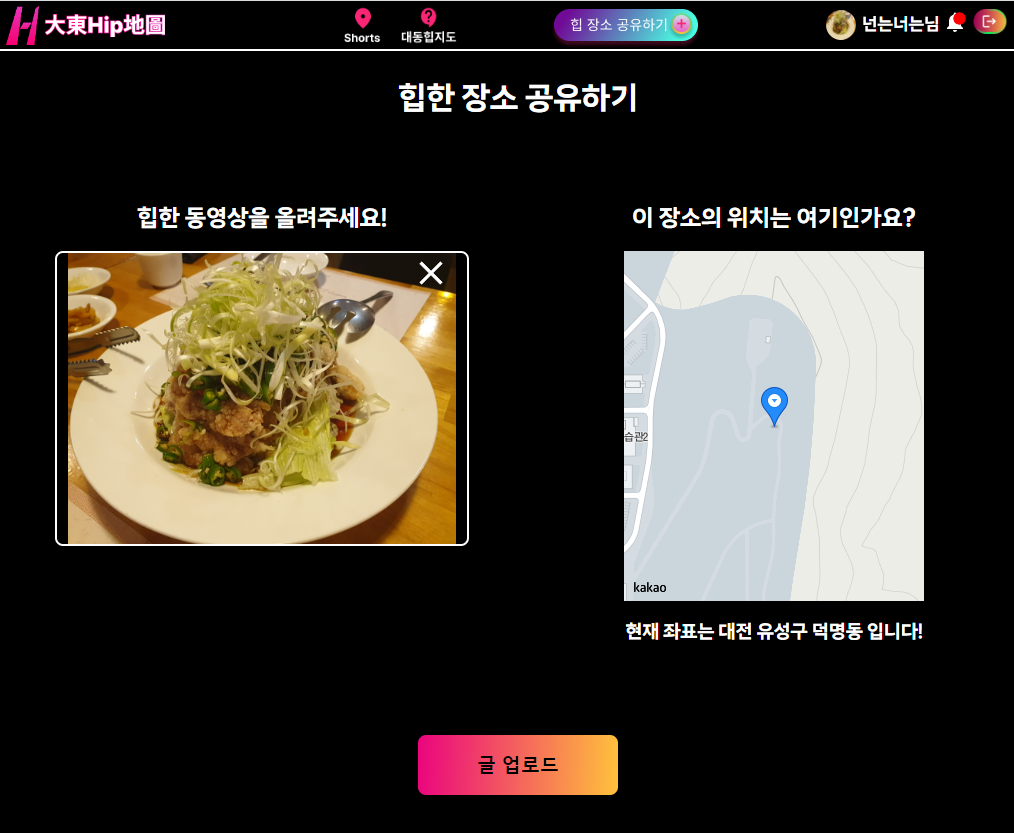 大東Hip地圖
Shorts
대동힙지도
힙 장소 공유하기
넌는너는님
힙한 장소 공유하기
힙한 동영상을 올려주세요!
이 장소의 위치는 여기인가요?
습관2
kakao
현재 좌표는 대전 유성구 덕명동 입니다!
글 업로드